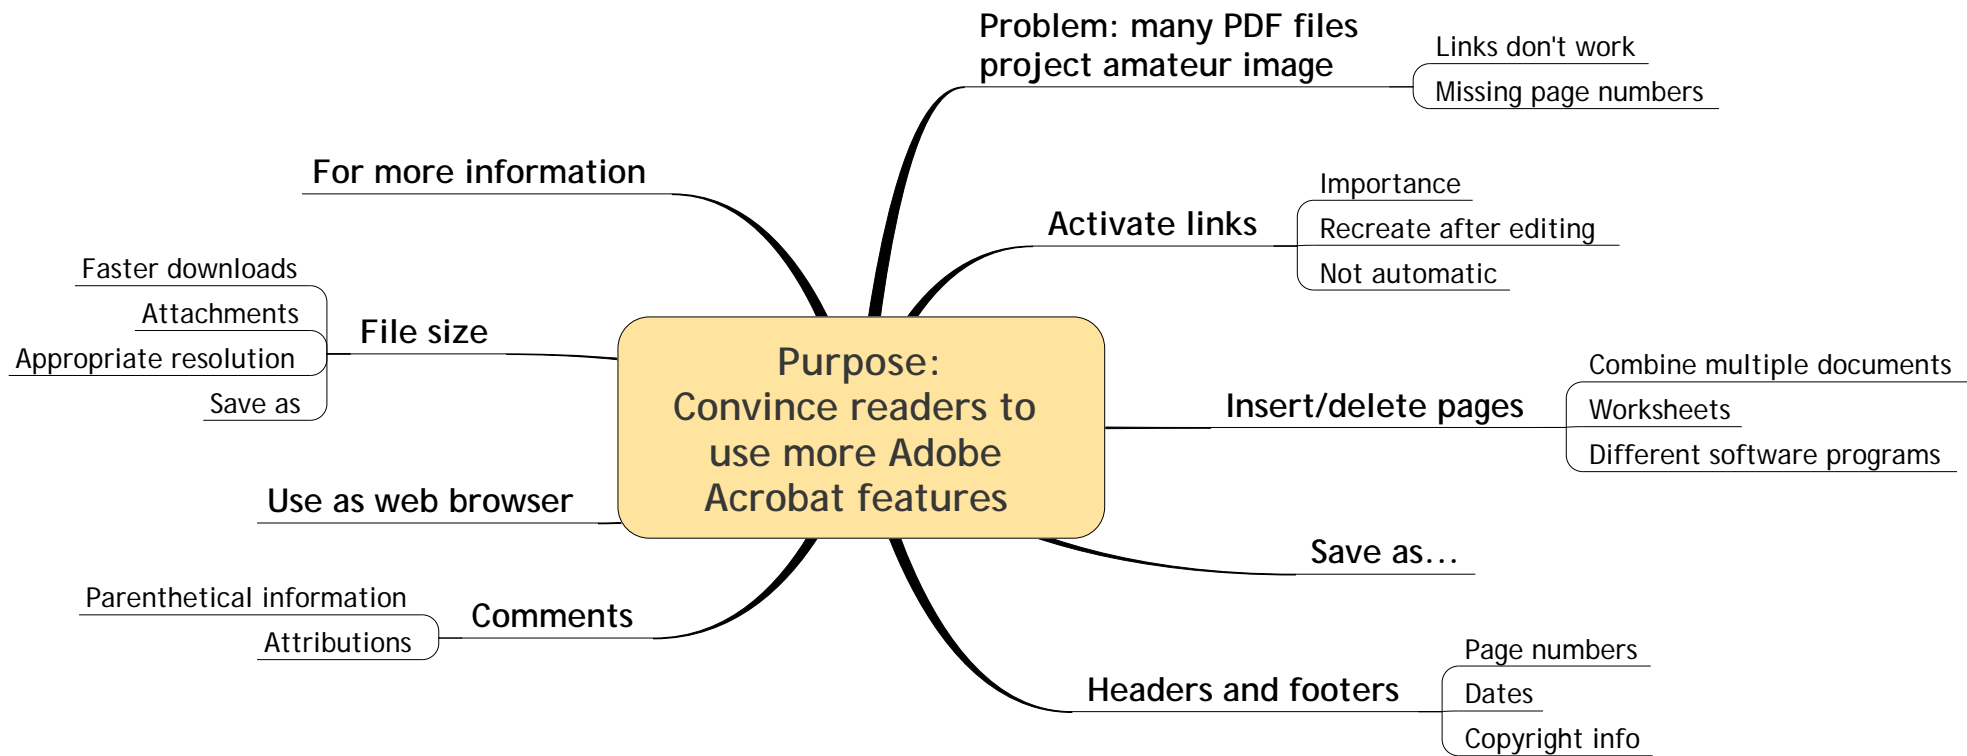 Purpose:
Convince readers to
use more Adobe
Acrobat features
Problem: many PDF files
project amateur image
Links don't work
Missing page numbers
Activate links
Importance
Recreate after editing
Not automatic
Insert/delete pages
Combine multiple documents
Worksheets
Different software programs
Save as...
Headers and footers
Page numbers
Dates
Copyright info
Comments
Parenthetical information
Attributions
Use as web browser
File size
Faster downloads
Attachments
Appropriate resolution
Save as
For more information